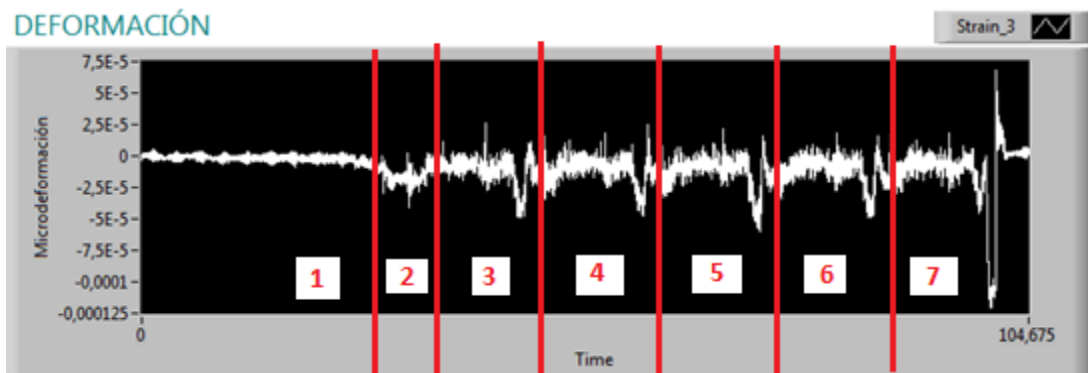 DEFORMACIÓN
Strain_3
7,5E-5
5E-5
2,5E-5
0
-2,5E-5
-5E-5
-7,5E-5
-0,0001
-0,000125
Microdeformación
1
2
3
4
5
6
7
0
104,675
Time